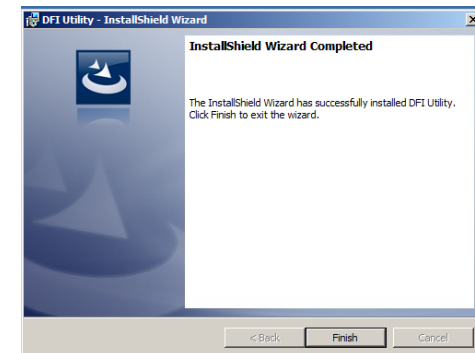 DFI Utility - InstallShield Wizard
InstallShield Wizard Completed
The InstallShield Wizard has successfully installed DFI Utility.
Click Finish to exit the wizard.
< Back
Finish
Cancel